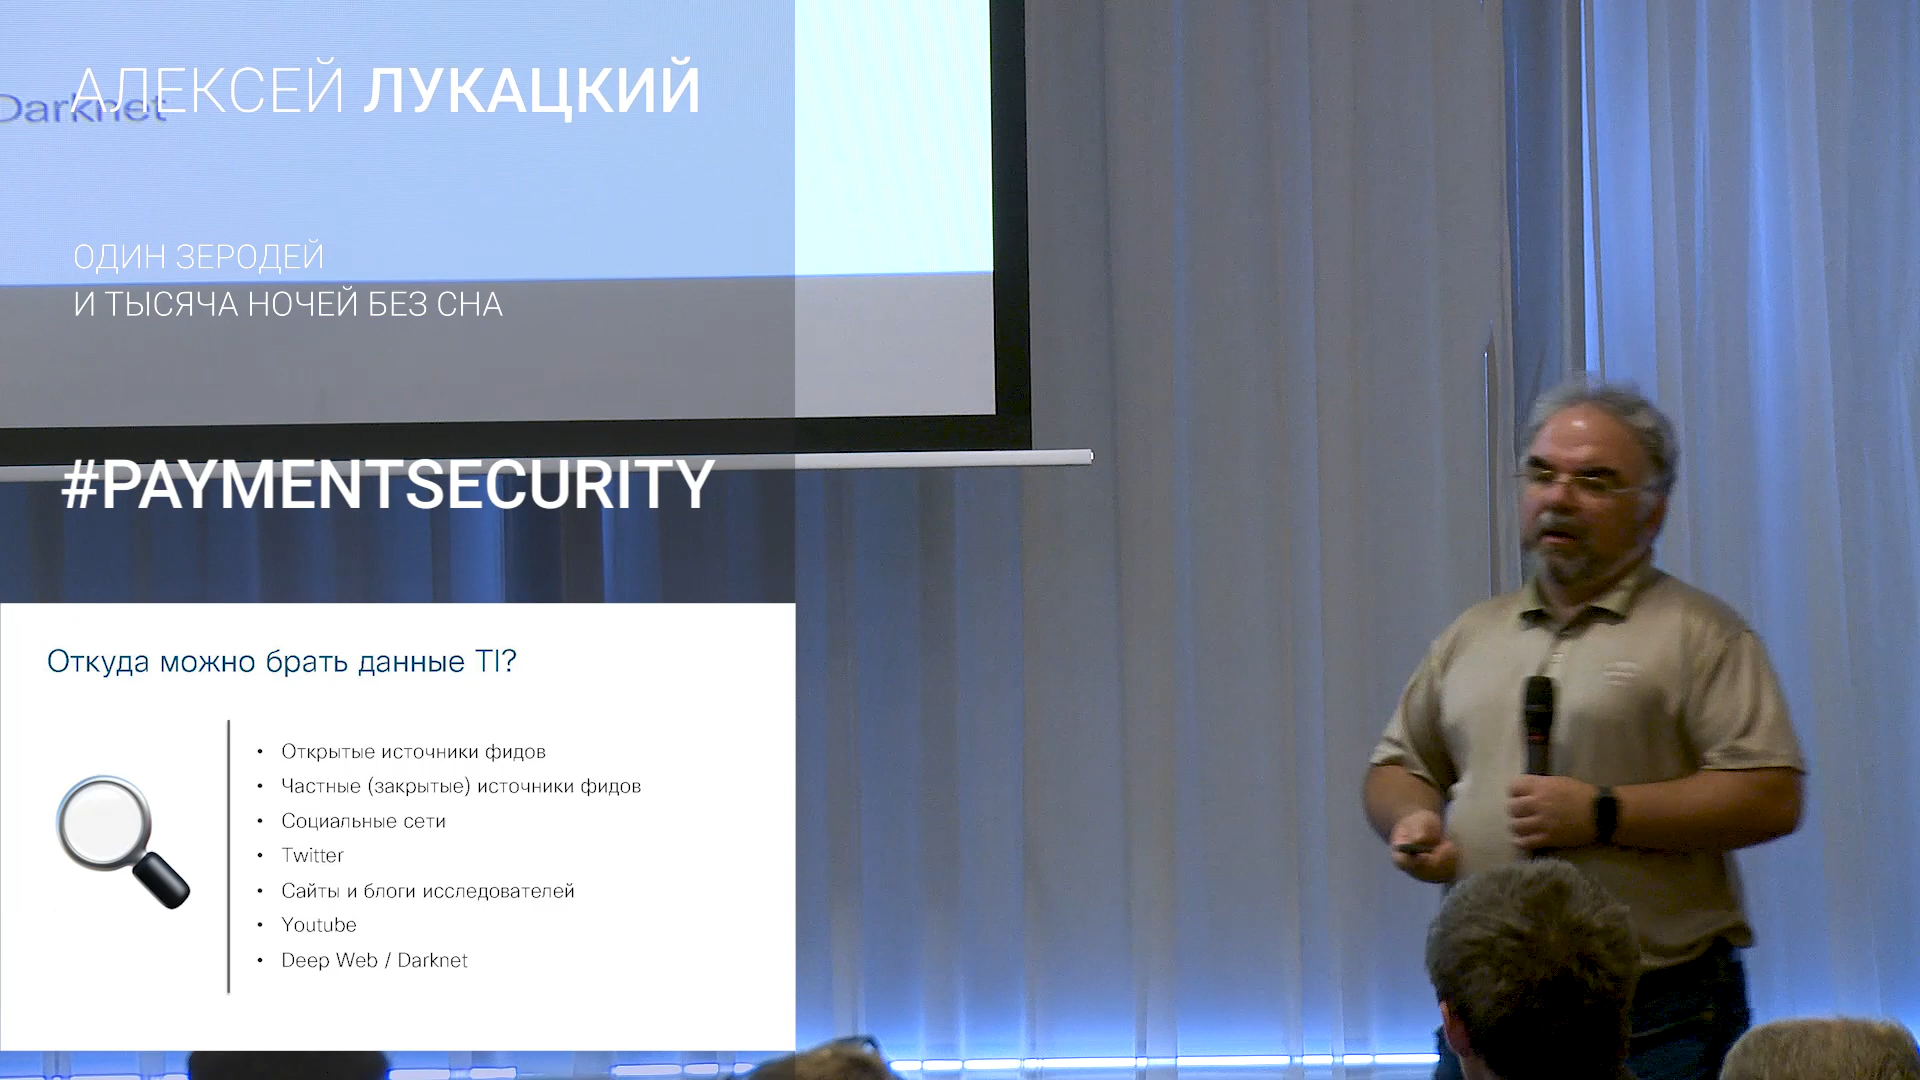 АЛЕКСЕЙ ЛУКАЦКИЙ
Darknet
ОДИН ЗЕРОДЕЙ
И ТЫСЯЧА НОЧЕЙ БЕЗ СНА
#PAYMENTSECURITY
Откуда можно брать данные TI?
• Открытые источники фидов
• Частные (закрытые) источники фидов
• Социальные сети
• Twitter
• Сайты и блоги исследователей
• Youtube
• Deep Web / Darknet